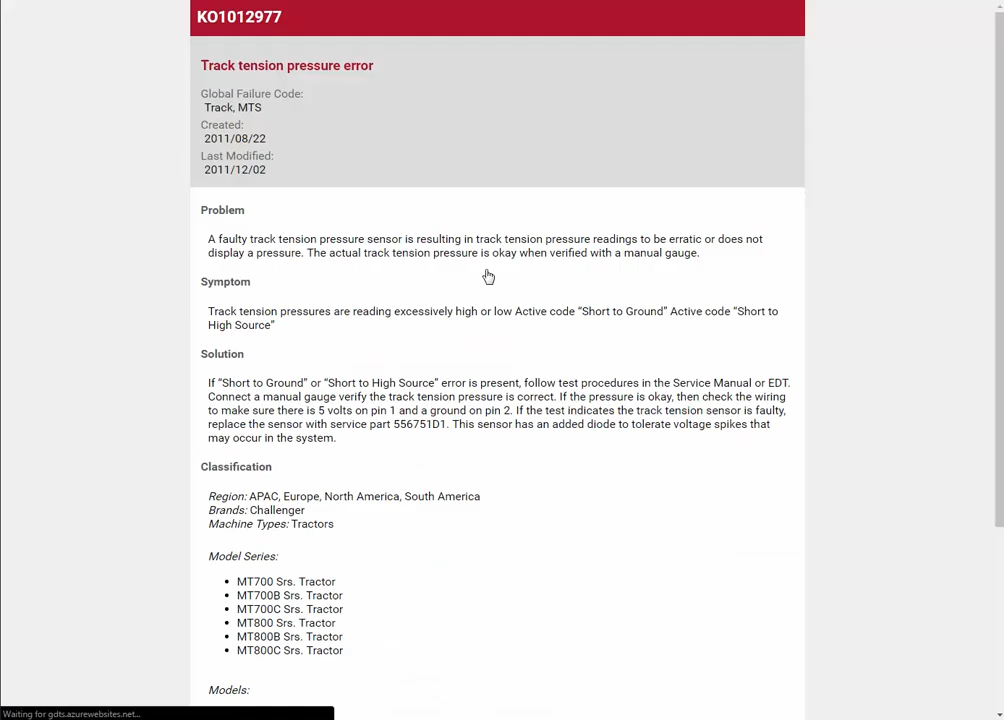 KO1012977
Track tension pressure error
Global Failure Code:
Track, MTS
Created:
2011/08/22
Last Modified:
2011/12/02
Problem
A faulty track tension pressure sensor is resulting in track tension pressure readings to be erratic or does not
display a pressure. The actual track tension pressure is okay when verified with a manual gauge.
Symptom
Track tension pressures are reading excessively high or low Active code “Short to Ground” Active code “Short to
High Source”
Solution
If “Short to Ground” or “Short to High Source” error is present, follow test procedures in the Service Manual or EDT.
Connect a manual gauge verify the track tension pressure is correct. If the pressure is okay, then check the wiring
to make sure there is 5 volts on pin 1 and a ground on pin 2. If the test indicates the track tension sensor is faulty,
replace the sensor with service part 556751D1. This sensor has an added diode to tolerate voltage spikes that
may occur in the system.
Classification
Region: APAC, Europe, North America, South America
Brands: Challenger
Machine Types: Tractors
Model Series:
• MT700 Srs. Tractor
• MT700B Srs. Tractor
• MT700C Srs. Tractor
• MT800 Srs. Tractor
• MT800B Srs. Tractor
• MT800C Srs. Tractor
Models:
Waiting for gdts.azurewebsites.net...